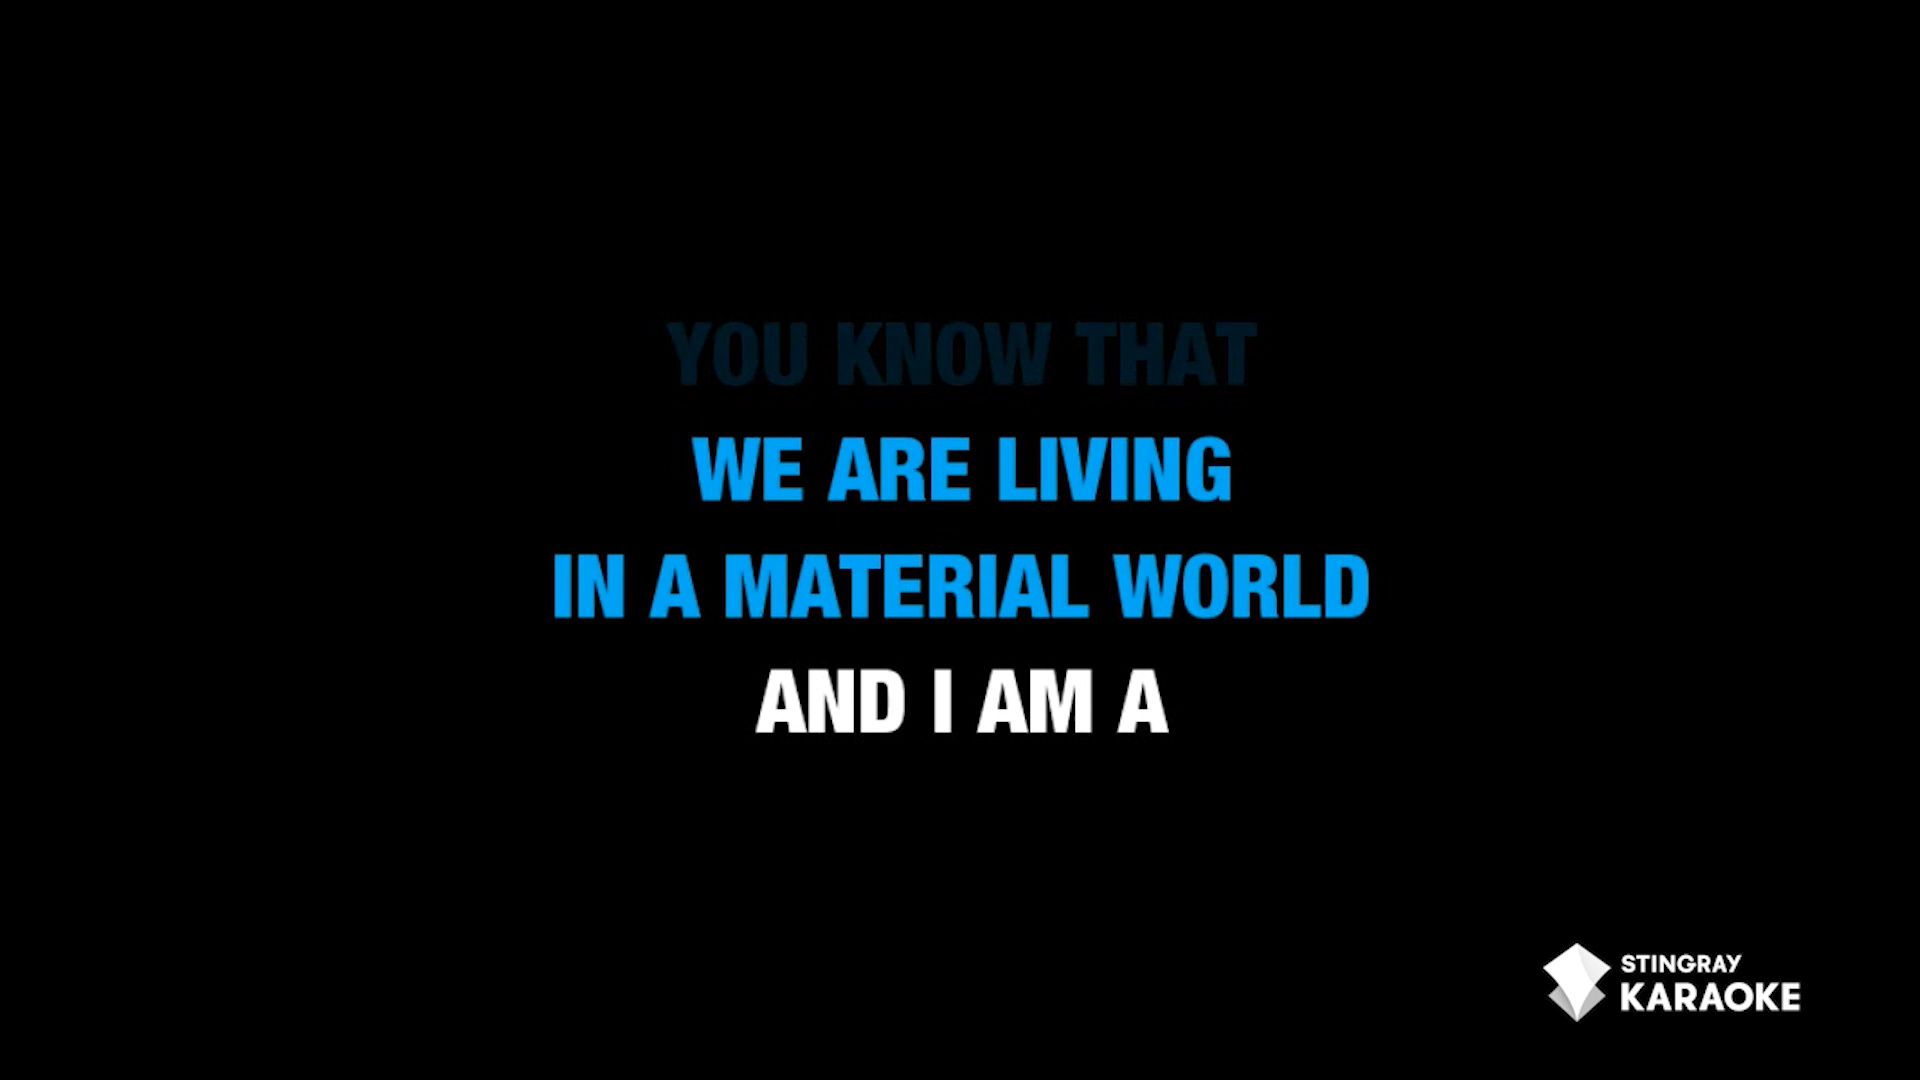 YOU KNOW THAT
WE ARE LIVING
IN A MATERIAL WORLD
AND I AM A
STINGRAY
KARAOKE